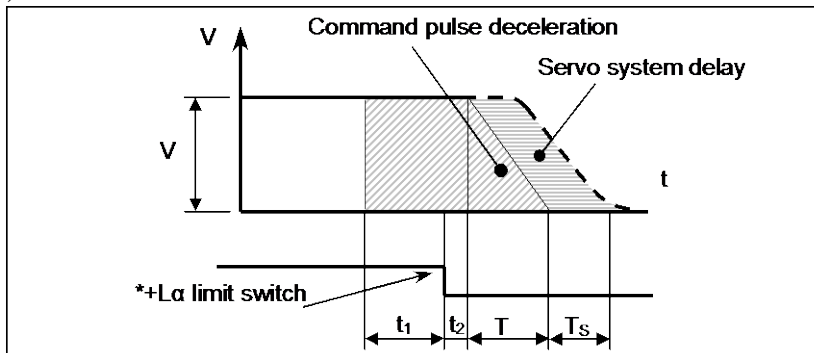 Command pulse deceleration
V
Servo system delay
V
t
*+Lα limit switch
t1 t2 T TS